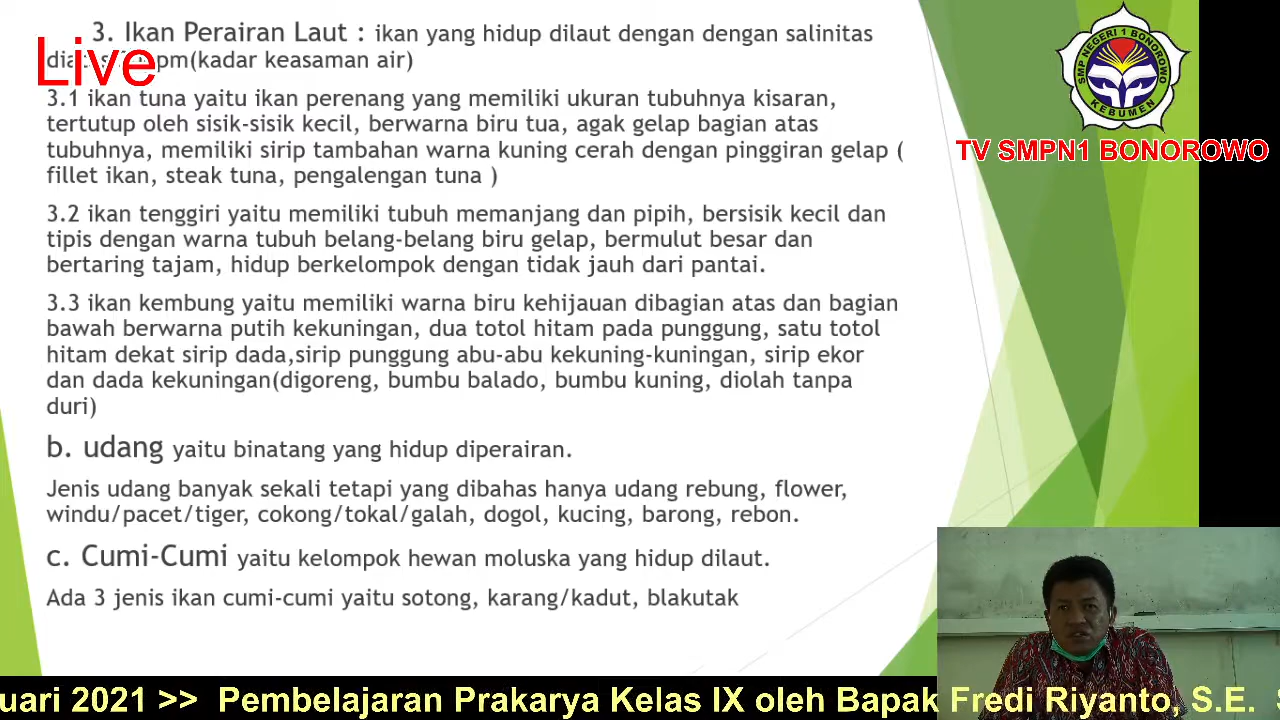 3. Ikan Perairan Laut : ikan yang hidup dilaut dengan dengan salinitas
(kadar keasaman air)
Live
3.1 ikan tuna yaitu ikan perenang yang memiliki ukuran tubuhnya kisaran,
tertutup oleh sisik-sisik kecil, berwarna biru tua, agak gelap bagian atas
tubuhnya, memiliki sirip tambahan warna kuning cerah dengan pinggiran gelap (
fillet ikan, steak tuna, pengalengan tuna )
3.2 ikan tenggiri yaitu memiliki tubuh memanjang dan pipih, bersisik kecil dan
tipis dengan warna tubuh belang-belang biru gelap, bermulut besar dan
bertaring tajam, hidup berkelompok dengan tidak jauh dari pantai.
3.3 ikan kembung yaitu memiliki warna biru kehijauan dibagian atas dan bagian
bawah berwarna putih kekuningan, dua totol hitam pada punggung, satu totol
hitam dekat sirip dada,sirip punggung abu-abu kekuning-kuningan, sirip ekor
dan dada kekuningan(digoreng, bumbu balado, bumbu kuning, diolah tanpa
duri)
b. udang yaitu binatang yang hidup diperairan.
Jenis udang banyak sekali tetapi yang dibahas hanya udang rebung, flower,
windu/pacet/tiger, cokong/tokal/galah, dogol, kucing, barong, rebon.
c. Cumi-Cumi yaitu kelompok hewan moluska yang hidup dilaut.
Ada 3 jenis ikan cumi-cumi yaitu sotong, karang/kadut, blakutak
SMP NEGERI 1 BONOROWO
KEBUMEN
TV SMPN1 BONOROWO
uari 2021 >> Pembelajaran Prakarya Kelas IX oleh Bapak Fredi Riyanto, S.E.